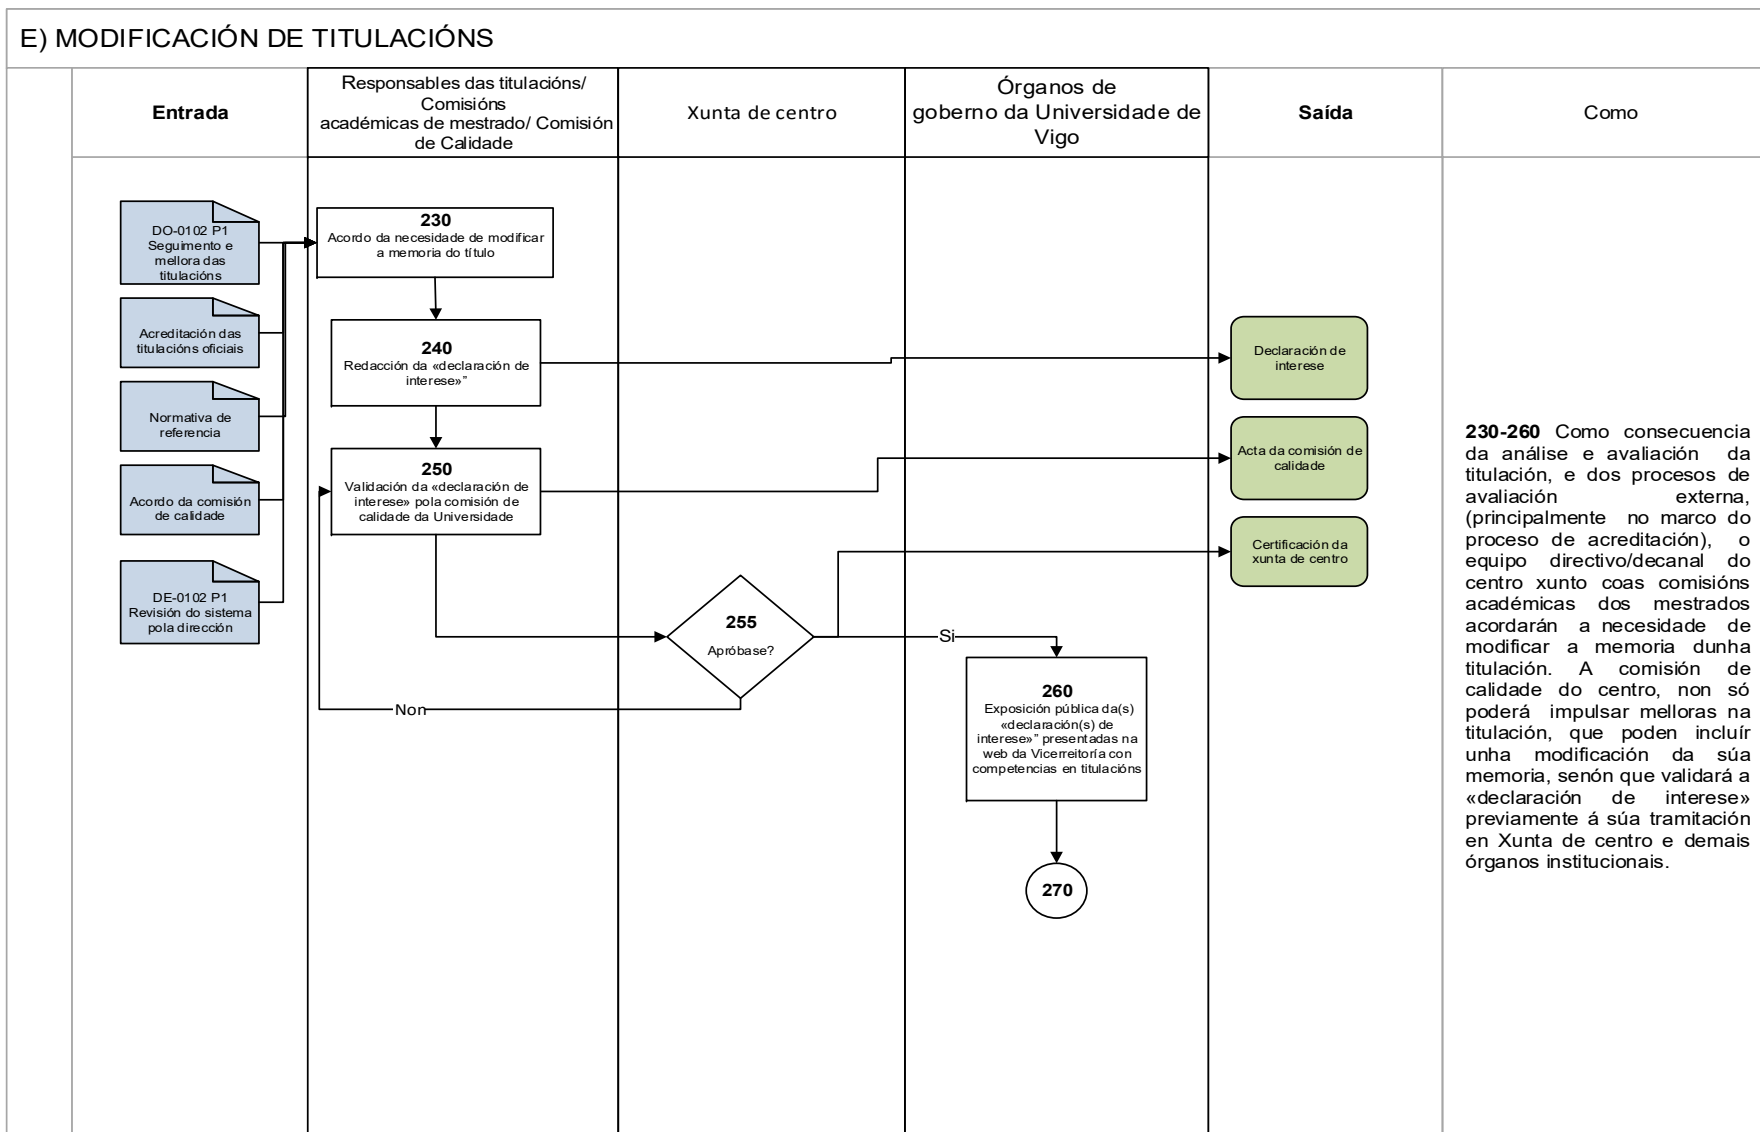 E) MODIFICACIÓN DE TITULACIÓNS
Entrada
Responsables das titulacións/
Comisións
académicas de mestrado/ Comisión
de Calidade
Xunta de centro
Órganos de
goberno da Universidade de
Vigo
Saída
Como
DO-0102 P1
Seguimento e
mellora das
titulacións
Acreditación das
titulacións oficiais
Normativa de
referencia
Acordo da comisión
de calidade
DE-0102 P1
Revisión do sistema
pola dirección
230
Acordo da necesidade de modificar
a memoria do título
240
Redacción da «declaración de
interese»”
250
Validación da «declaración de
interese» pola comisión de
calidade da Universidade
255
Apróbase?
Si
Non
260
Exposición pública da(s)
«declaración(s) de
interese»” presentadas na
web da Vicerreitoría con
competencias en titulacións
270
Declaración de
interese
Acta da comisión de
calidade
Certificación da
xunta de centro
230-260 Como consecuencia
da análise e avaliación da
titulación, e dos procesos de
avaliación externa,
(principalmente no marco do
proceso de acreditación), o
equipo directivo/decanal do
centro xunto coas comisións
académicas dos mestrados
acordarán a necesidade de
modificar a memoria dunha
titulación. A comisión de
calidade do centro, non só
poderá impulsar melloras na
titulación, que poden incluír
unha modificación da súa
memoria, senón que validará a
«declaración de interese»
previamente á súa tramitación
en Xunta de centro e demais
órganos institucionais.